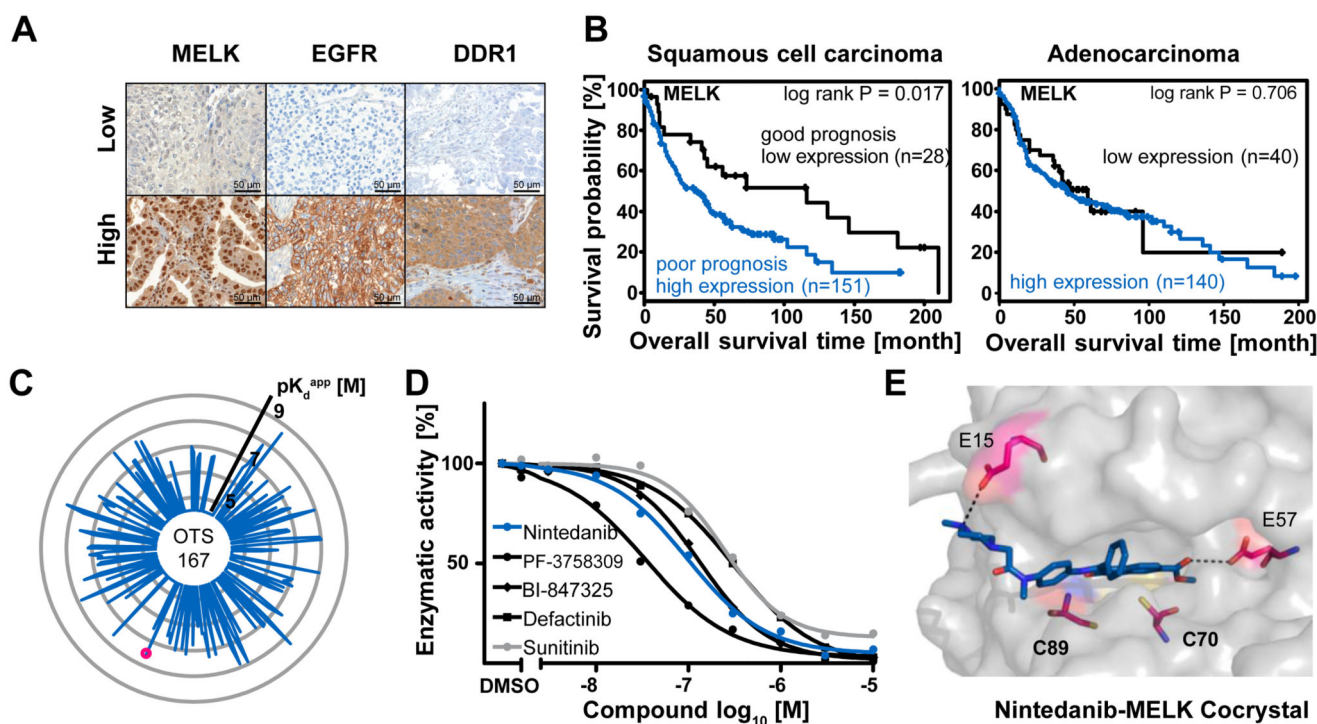 A
MELK EGFR DDR1
Low
50 µm 50 µm 50 µm
High
50 µm 50 µm 50 µm
B
Squamous cell carcinoma
Adenocarcinoma
Survival probability [%]
MELK
log rank P = 0.017
good prognosis
low expression (n=28)
poor prognosis
high expression (n=151)
100
80
60
40
20
0
0 50 100 150 200
Overall survival time [month]
MELK
log rank P = 0.706
low expression (n=40)
high expression (n=140)
100
80
60
40
20
0
0 50 100 150 200
Overall survival time [month]
C
pKd^app [M]
9
7
5
OTS
167
D
Enzymatic activity [%]
100
50
Nintedanib
PF-3758309
BI-847325
Defactinib
Sunitinib
DMSO -8 -7 -6 -5
Compound log10 [M]
E
E15
E57
C89
C70
Nintedanib-MELK Cocrystal